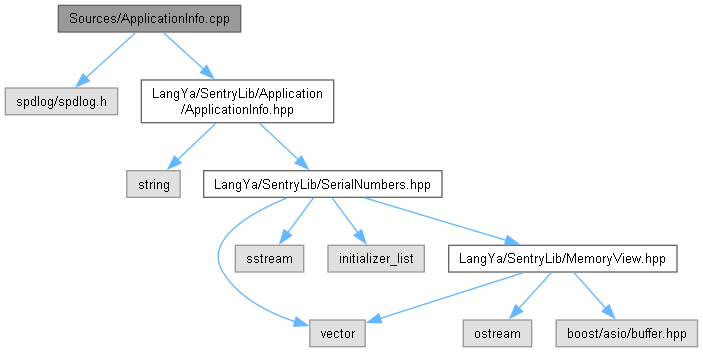 Sources/ApplicationInfo.cpp
spdlog/spdlog.h
LangYa/SentryLib/Application
/ApplicationInfo.hpp
string
LangYa/SentryLib/SerialNumbers.hpp
sstream
initializer_list
LangYa/SentryLib/MemoryView.hpp
vector
ostream
boost/asio/buffer.hpp